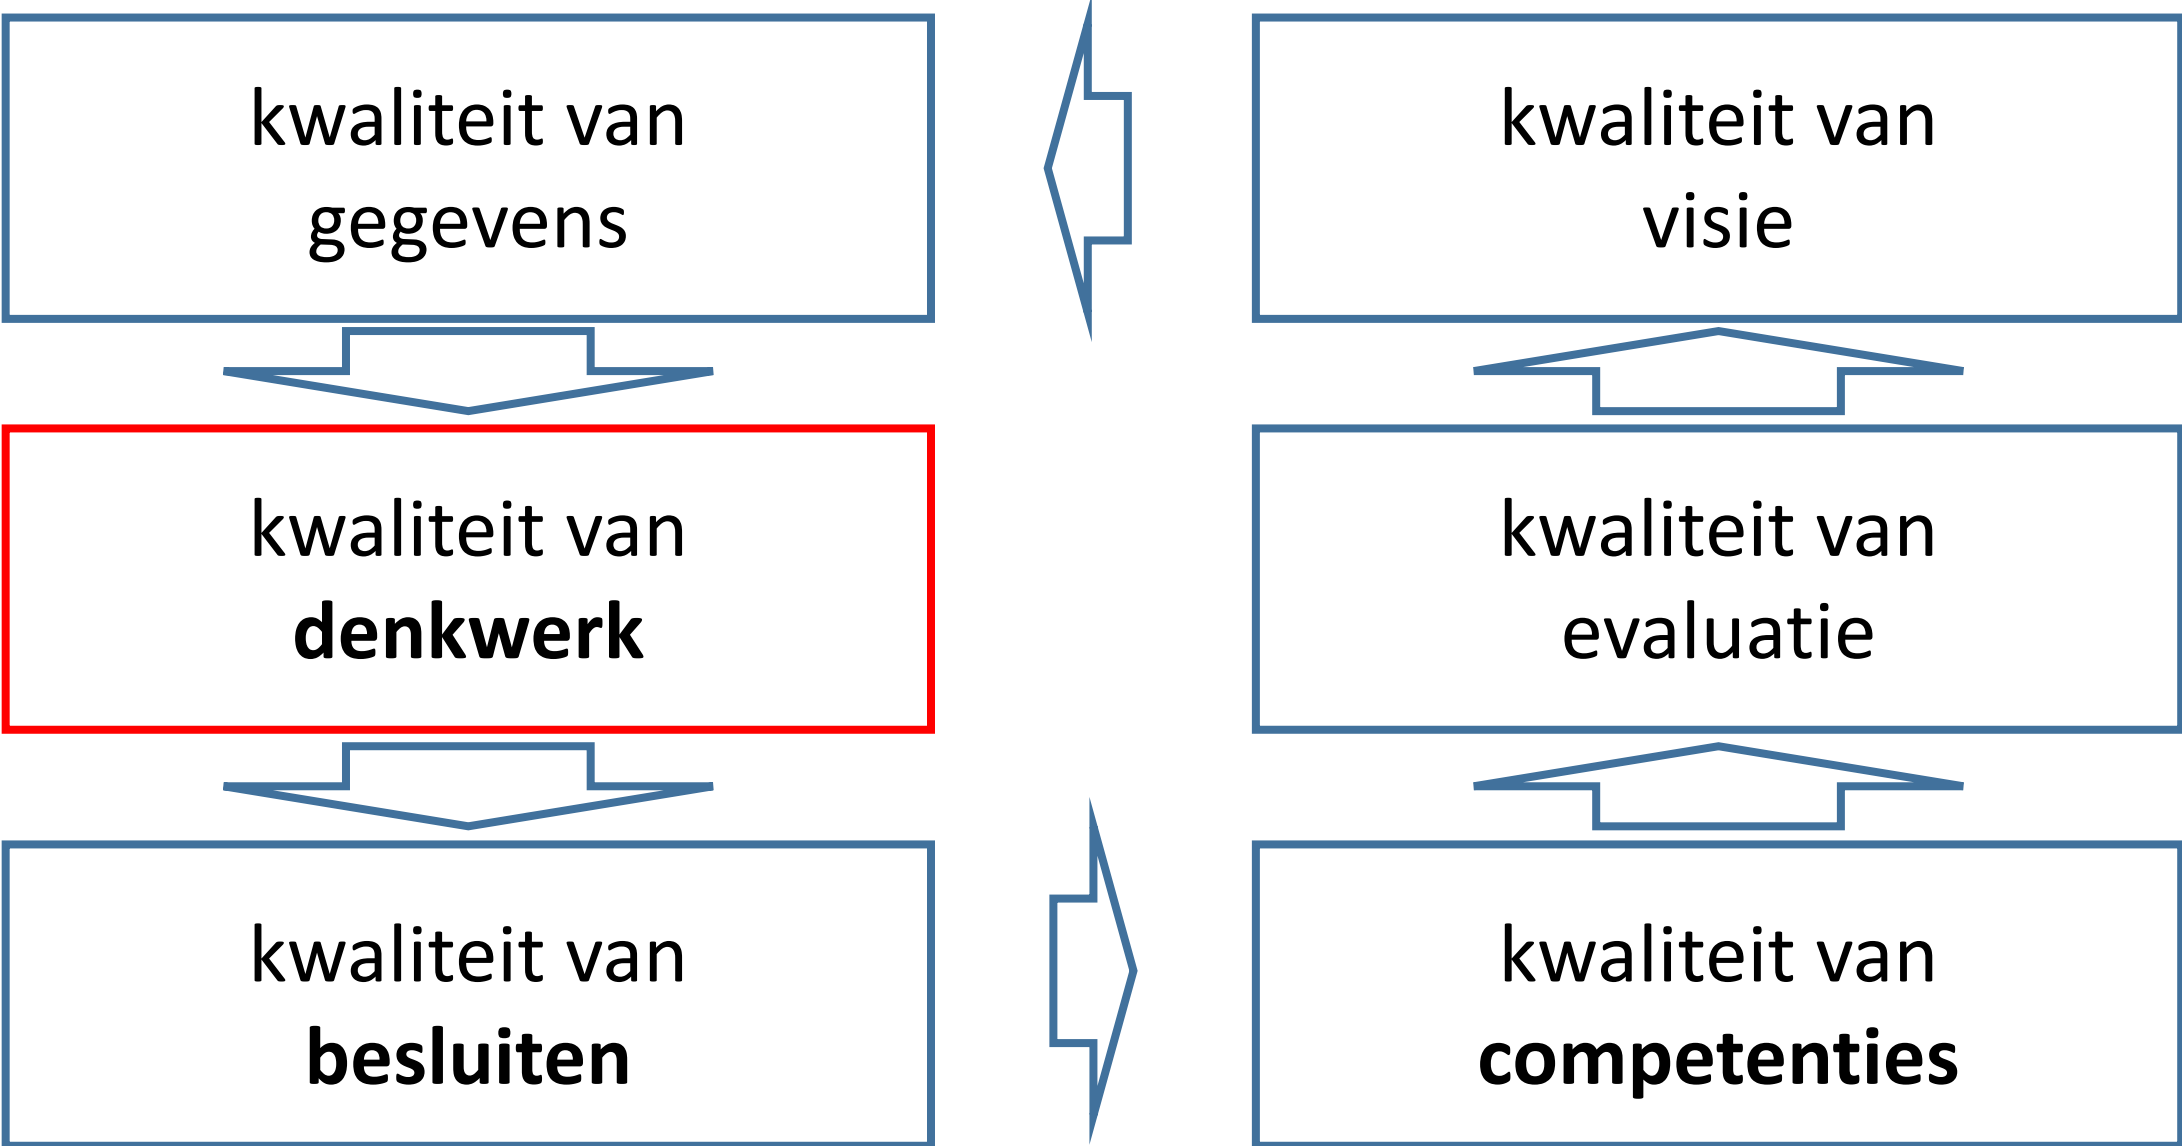 kwaliteit van
gegevens
kwaliteit van
visie
kwaliteit van
denkwerk
kwaliteit van
evaluatie
kwaliteit van
besluiten
kwaliteit van
competenties